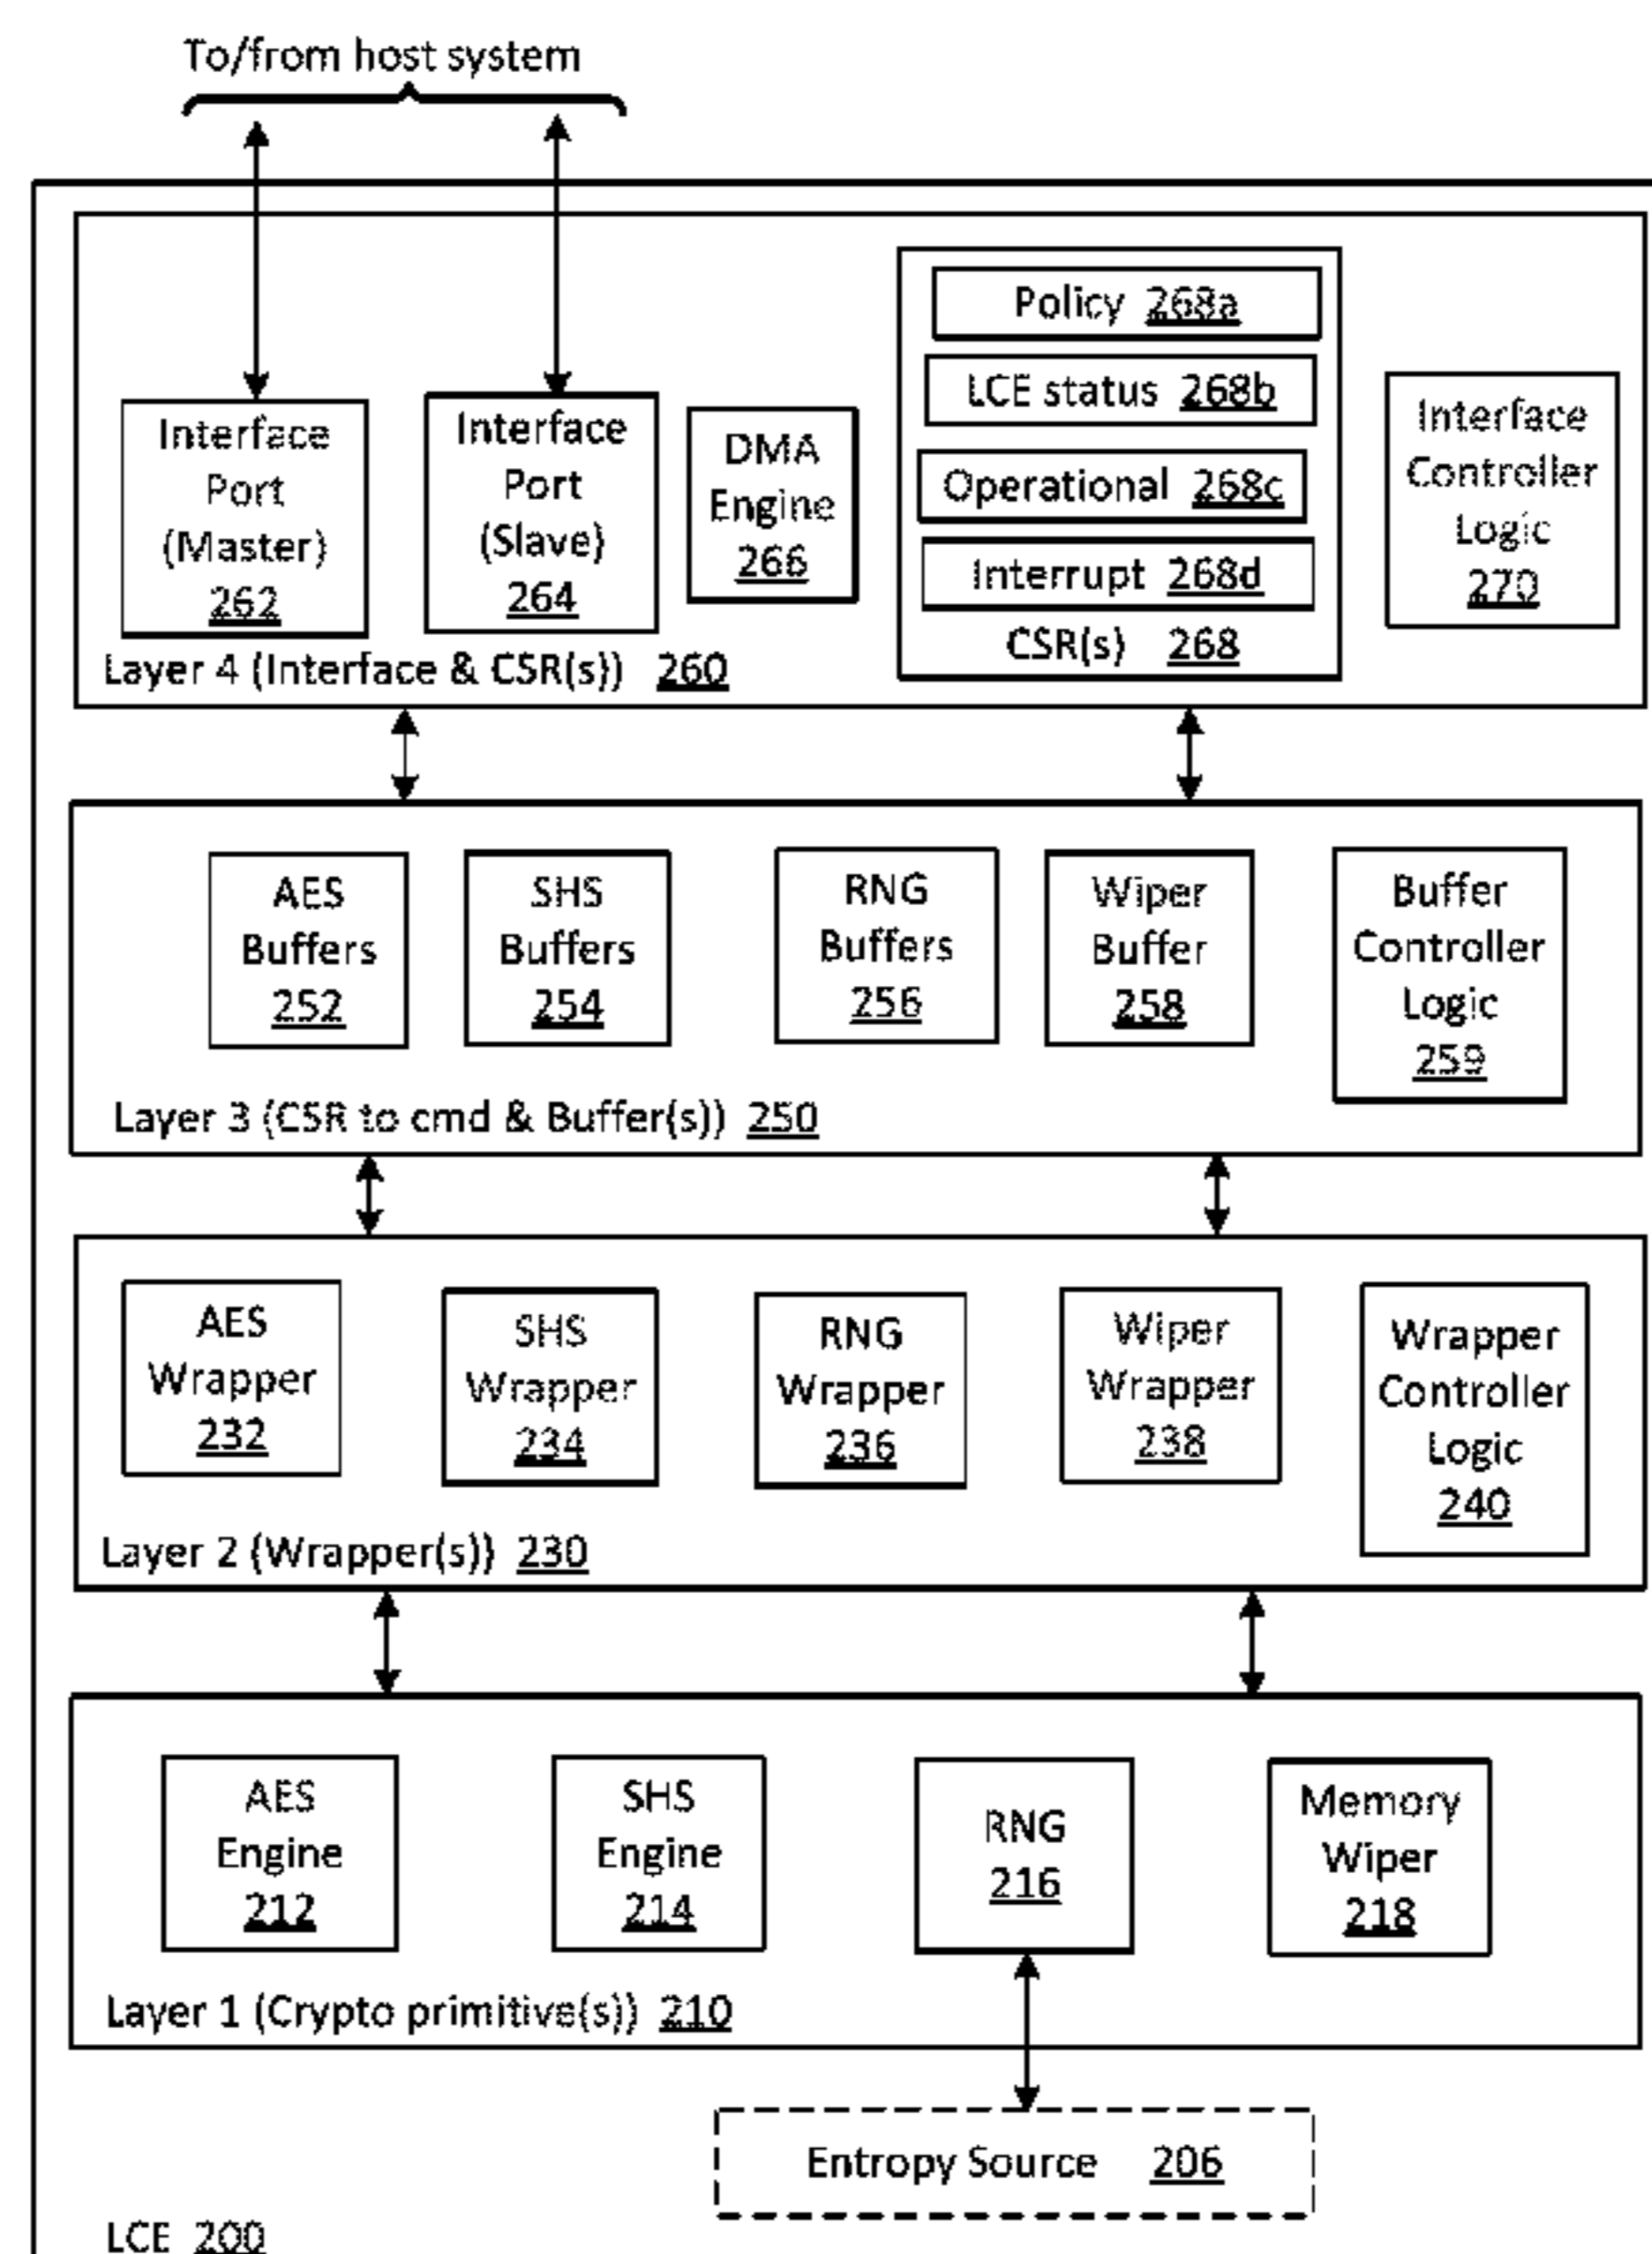 To/from host system
Policy 268a
LCE status 268b
Operational 268c
Interrupt 268d
CSR(s) 268
Interface
Port
(Master)
262
Interface
Port
(Slave)
264
DMA
Engine
266
Interface
Controller
Logic
270
Layer 4 (Interface & CSR(s)) 260
AES
Buffers
252
SHS
Buffers
254
RNG
Buffers
256
Wiper
Buffer
258
Buffer
Controller
Logic
259
Layer 3 (CSR to cmd & Buffer(s)) 250
AES
Wrapper
232
SHS
Wrapper
234
RNG
Wrapper
236
Wiper
Wrapper
238
Wrapper
Controller
Logic
240
Layer 2 (Wrapper(s)) 230
AES
Engine
212
SHS
Engine
214
RNG
216
Memory
Wiper
218
Layer 1 (Crypto primitive(s)) 210
Entropy Source 206
LCE 200